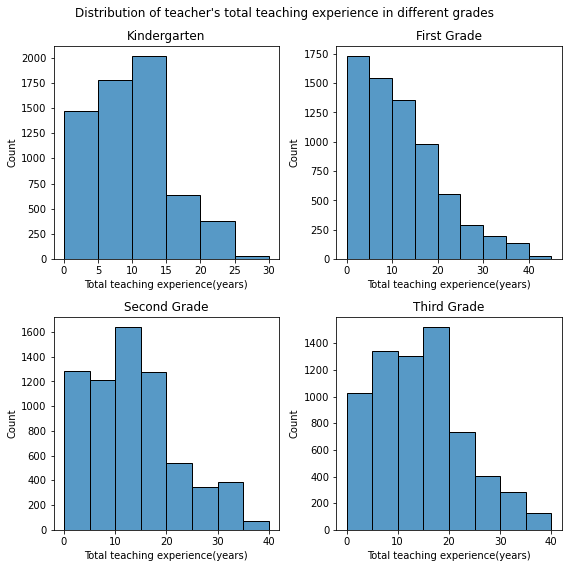 Distribution of teacher's total teaching experience in different grades
Kindergarten
First Grade
2000
1750
1500
1250
1000
750
500
250
0
Count
0 5 10 15 20 25 30
Total teaching experience(years)
1750
1500
1250
1000
750
500
250
0
Count
0 10 20 30 40
Total teaching experience(years)
Second Grade
Third Grade
1600
1400
1200
1000
800
600
400
200
0
Count
0 10 20 30 40
Total teaching experience(years)
1400
1200
1000
800
600
400
200
0
Count
0 10 20 30 40
Total teaching experience(years)